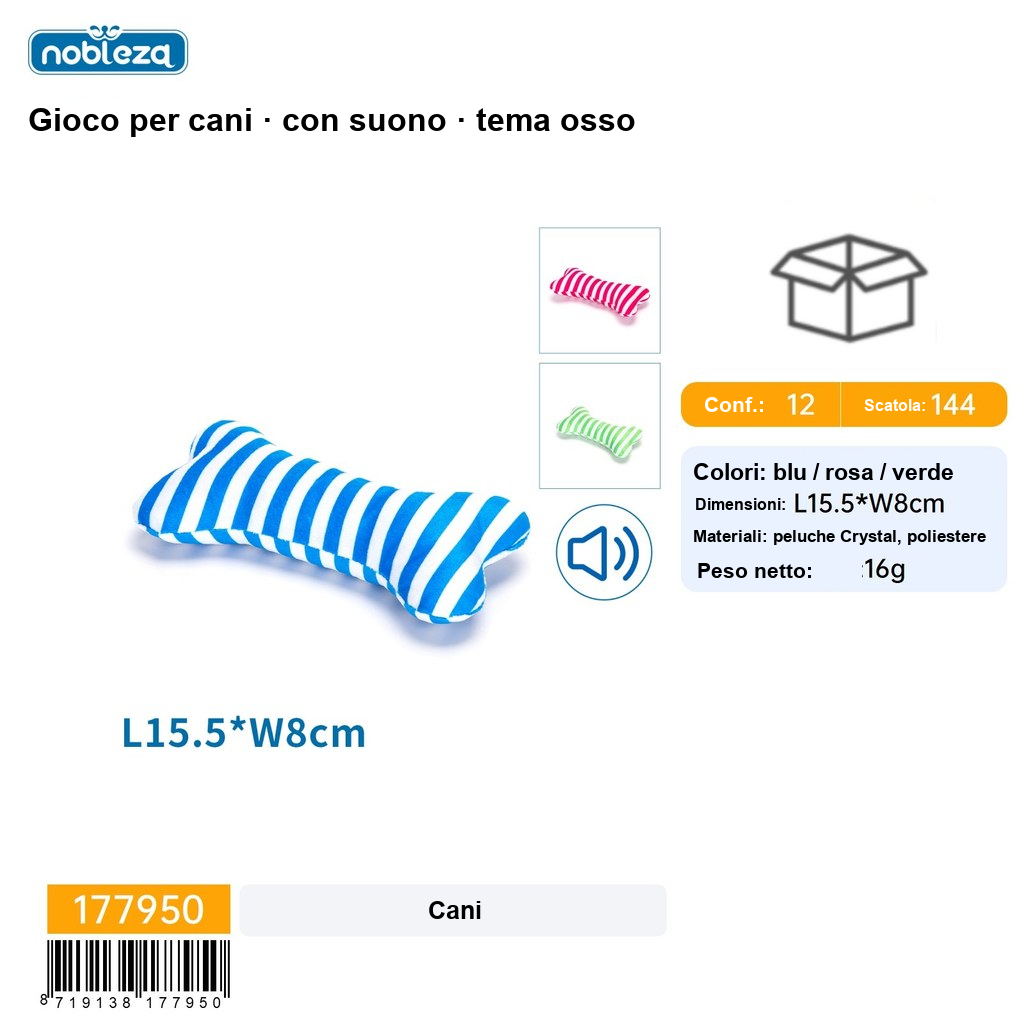 nobleza
Gioco per cani · con suono · tema osso
Conf.: 12 Scatola: 144
Colori: blu / rosa / verde
Dimensioni: L15.5*W8cm
Materiali: peluche Crystal, poliestere
Peso netto: :16g
L15.5*W8cm
177950
Cani
8 719138 177950